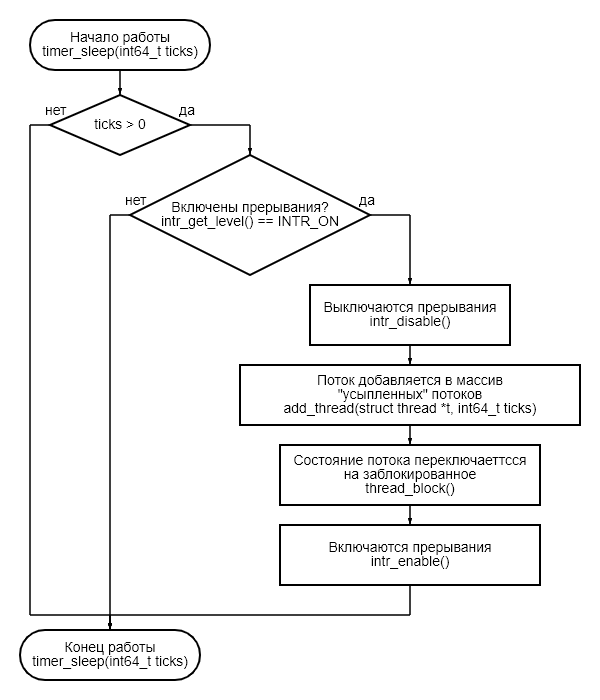 Начало работы
timer_sleep(int64_t ticks)
нет
да
ticks > 0
нет
да
Включены прерывания?
intr_get_level() == INTR_ON
Выключаются прерывания
intr_disable()
Поток добавляется в массив
"усыпленных" потоков
add_thread(struct thread *t, int64_t ticks)
Состояние потока переключаеттсся
на заблокированное
thread_block()
Включаются прерывания
intr_enable()
Конец работы
timer_sleep(int64_t ticks)